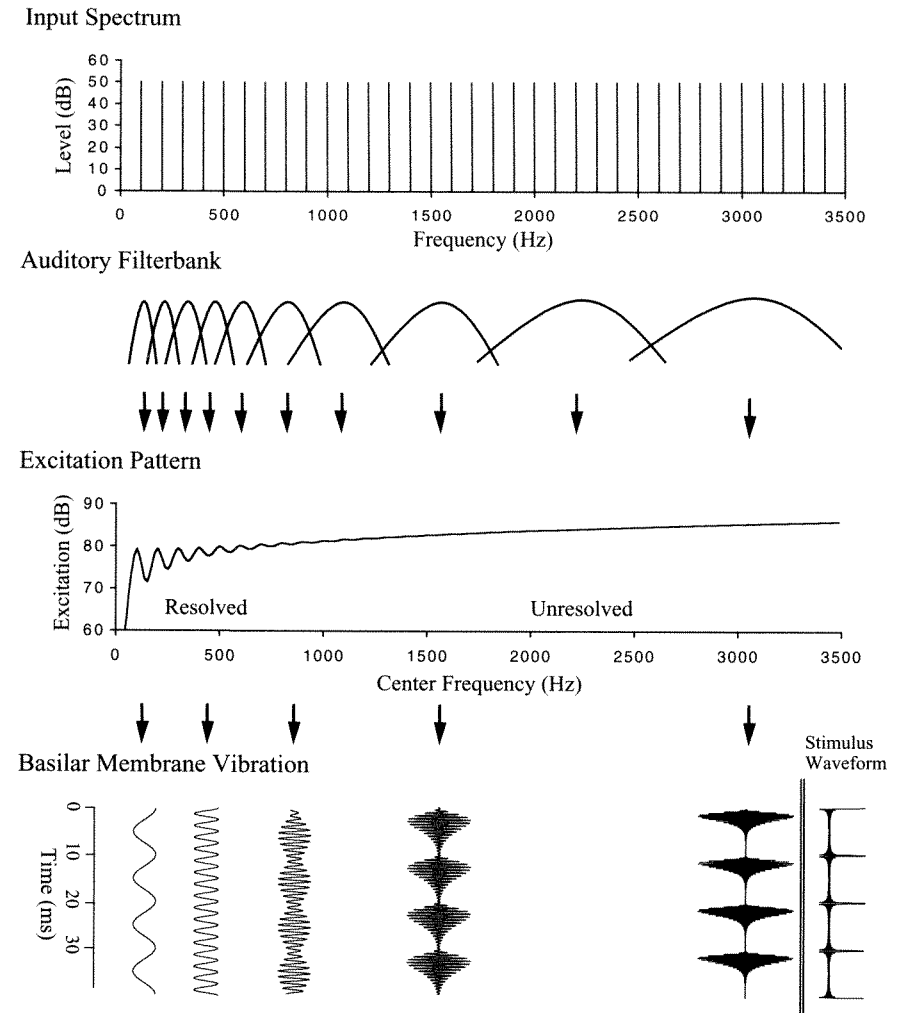 Input Spectrum
60
50
40
30
20
10
0
Level (dB)
0 500 1000 1500 2000 2500 3000 3500
Frequency (Hz)
Auditory Filterbank
Excitation Pattern
90
80
70
60
Excitation (dB)
Resolved Unresolved
0 500 1000 1500 2000 2500 3000 3500
Center Frequency (Hz)
Stimulus
Waveform
Basilar Membrane Vibration
0
10
20
30
Time (ms)